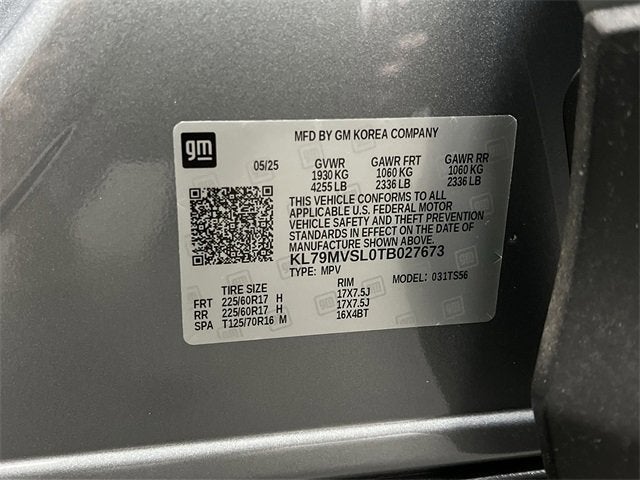 gm
MFD BY GM KOREA COMPANY
05/25 GVWR GAWR FRT GAWR RR
1930 KG 1060 KG 1060 KG
4255 LB 2336 LB 2336 LB
THIS VEHICLE CONFORMS TO ALL
APPLICABLE U.S. FEDERAL MOTOR
VEHICLE SAFETY AND THEFT PREVENTION
STANDARDS IN EFFECT ON THE DATE OF
MANUFACTURE SHOWN ABOVE.
KL79MVSL0TB027673
TYPE: MPV MODEL: 031TS56
TIRE SIZE RIM
FRT 225/60R17 H 17X7.5J
RR 225/60R17 H 17X7.5J
SPA T125/70R16 M 16X4BT